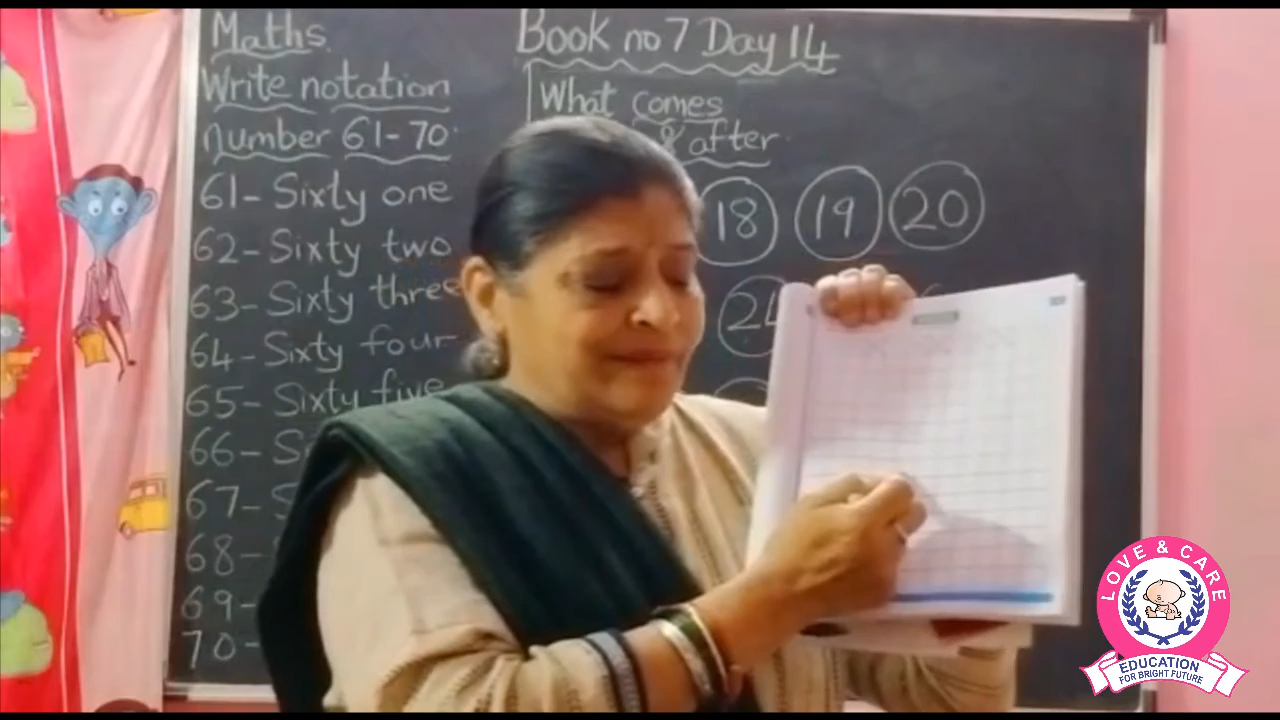 Maths.
Write notation
number 61-70.
61- Sixty one
62- Sixty two
63- Sixty three
64- Sixty four
65- Sixty five
66-
67-
68-
69-
70-
Book no 7 Day 14
What comes
& after.
18 19 20
LOVE & CARE
EDUCATION
FOR BRIGHT FUTURE